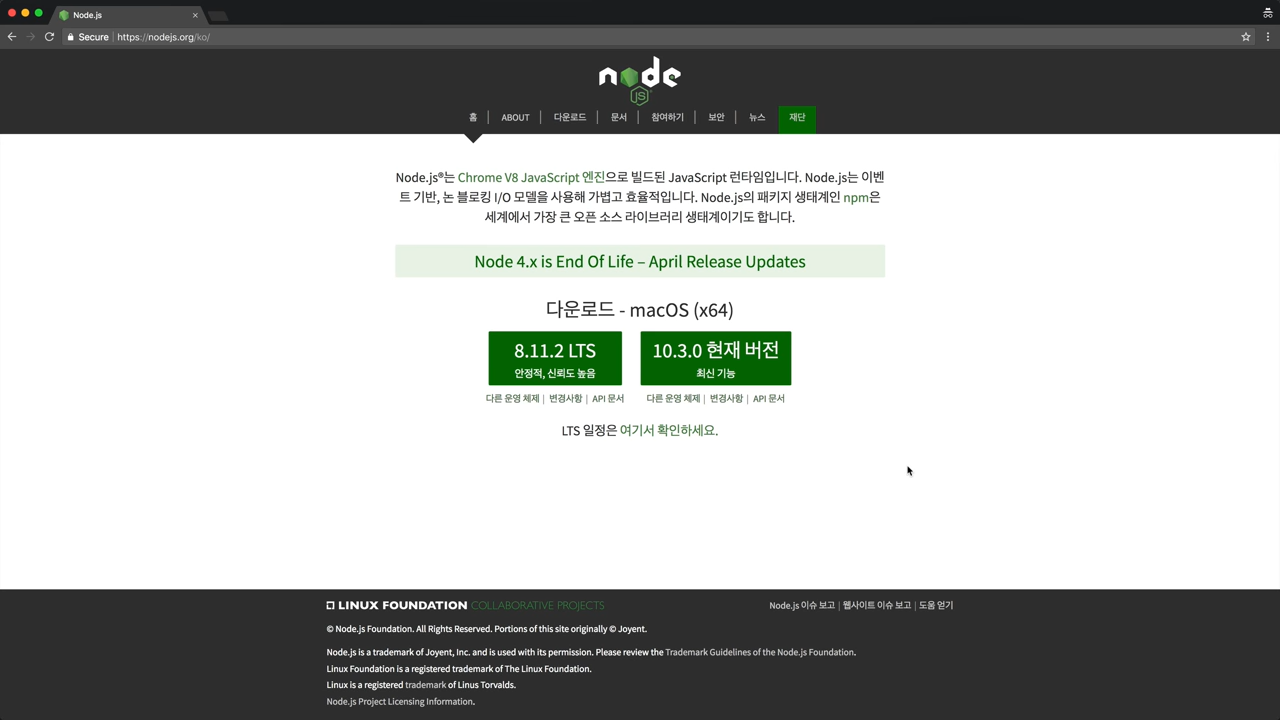 Node.js
Secure https://nodejs.org/ko/
node
JS
홈 | ABOUT | 다운로드 | 문서 | 참여하기 | 보안 | 뉴스 재단
Node.js®는 Chrome V8 JavaScript 엔진으로 빌드된 JavaScript 런타임입니다. Node.js는 이벤
트 기반, 논 블로킹 I/O 모델을 사용해 가볍고 효율적입니다. Node.js의 패키지 생태계인 npm은
세계에서 가장 큰 오픈 소스 라이브러리 생태계이기도 합니다.
Node 4.x is End Of Life – April Release Updates
다운로드 - macOS (x64)
8.11.2 LTS
안정적, 신뢰도 높음
다른 운영 체제 | 변경사항 | API 문서
10.3.0 현재 버전
최신 기능
다른 운영 체제 | 변경사항 | API 문서
LTS 일정은 여기서 확인하세요.
LINUX FOUNDATION COLLABORATIVE PROJECTS
Node.js 이슈 보고 | 웹사이트 이슈 보고 | 도움 얻기
© Node.js Foundation. All Rights Reserved. Portions of this site originally © Joyent.
Node.js is a trademark of Joyent, Inc. and is used with its permission. Please review the Trademark Guidelines of the Node.js Foundation.
Linux Foundation is a registered trademark of The Linux Foundation.
Linux is a registered trademark of Linus Torvalds.
Node.js Project Licensing Information.